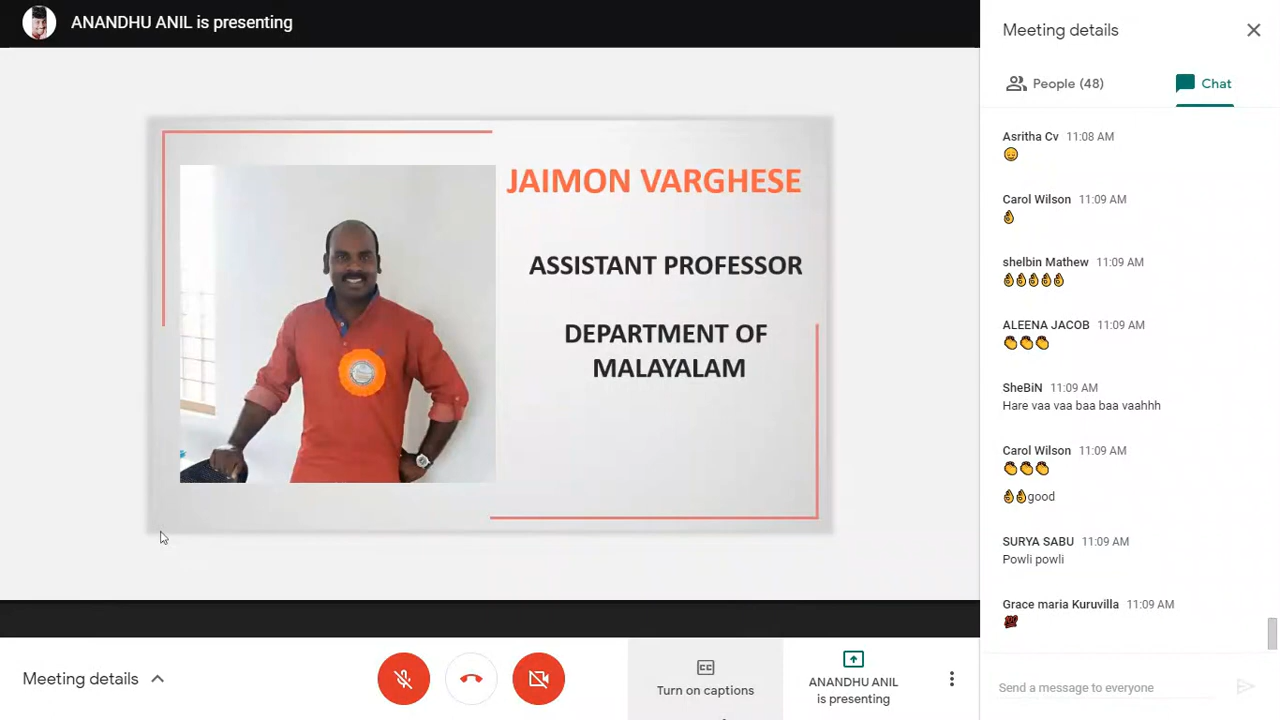 ANANDHU ANIL is presenting
JAIMON VARGHESE
ASSISTANT PROFESSOR
DEPARTMENT OF
MALAYALAM
Meeting details
People (48)
Chat
Asritha Cv 11:08 AM
Carol Wilson 11:09 AM
shelbin Mathew 11:09 AM
ALEENA JACOB 11:09 AM
SheBiN 11:09 AM
Hare vaa vaa baa baa vaahhh
Carol Wilson 11:09 AM
good
SURYA SABU 11:09 AM
Powli powli
Grace maria Kuruvilla 11:09 AM
Send a message to everyone
Meeting details
Turn on captions
ANANDHU ANIL
is presenting